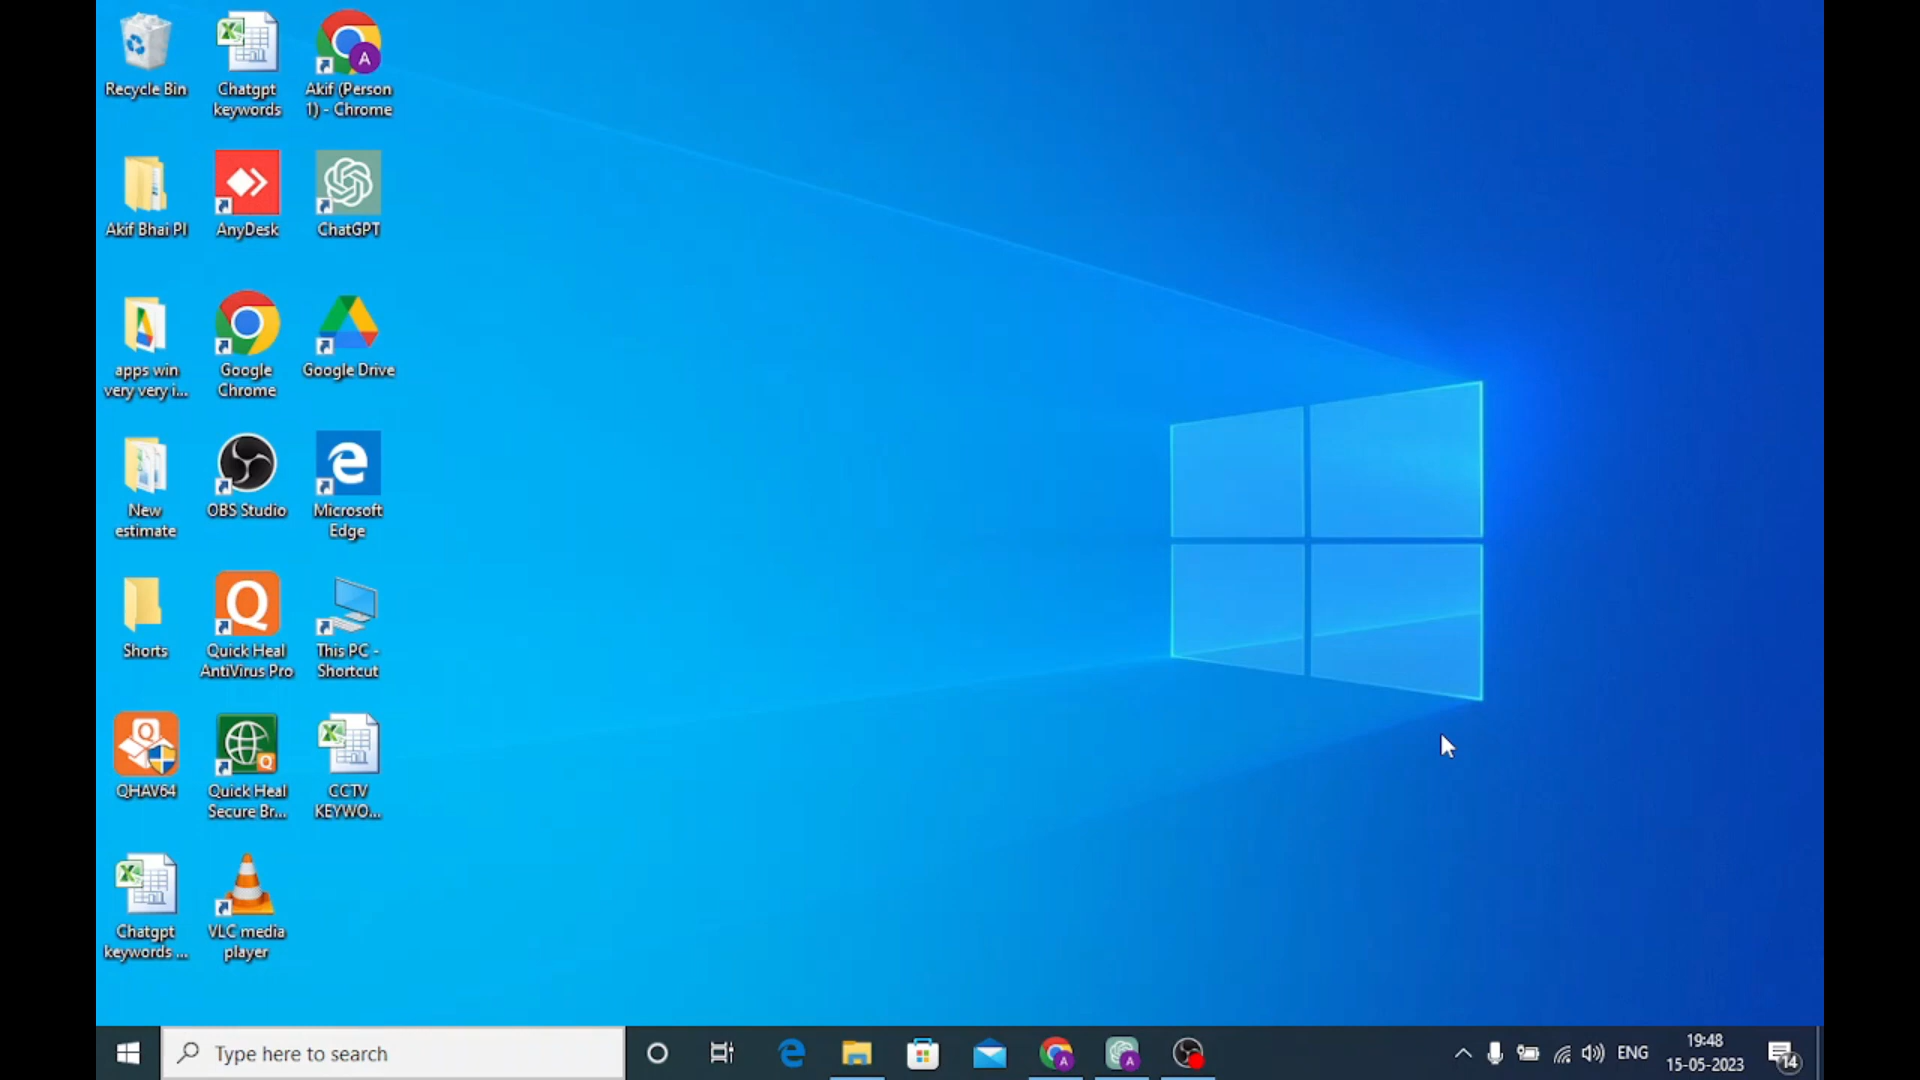 Recycle Bin
Chatgpt
keywords
Akif (Person
1) - Chrome
A
Akif Bhai PI
AnyDesk
ChatGPT
apps win
very very i...
Google
Chrome
Google Drive
New
estimate
OBS Studio
Microsoft
Edge
Shorts
Quick Heal
AntiVirus Pro
This PC -
Shortcut
QHAV64
Quick Heal
Secure Br...
CCTV
KEYWO...
Chatgpt
keywords ...
VLC media
player
Type here to search
A
A
ENG
19:48
15-05-2023
14